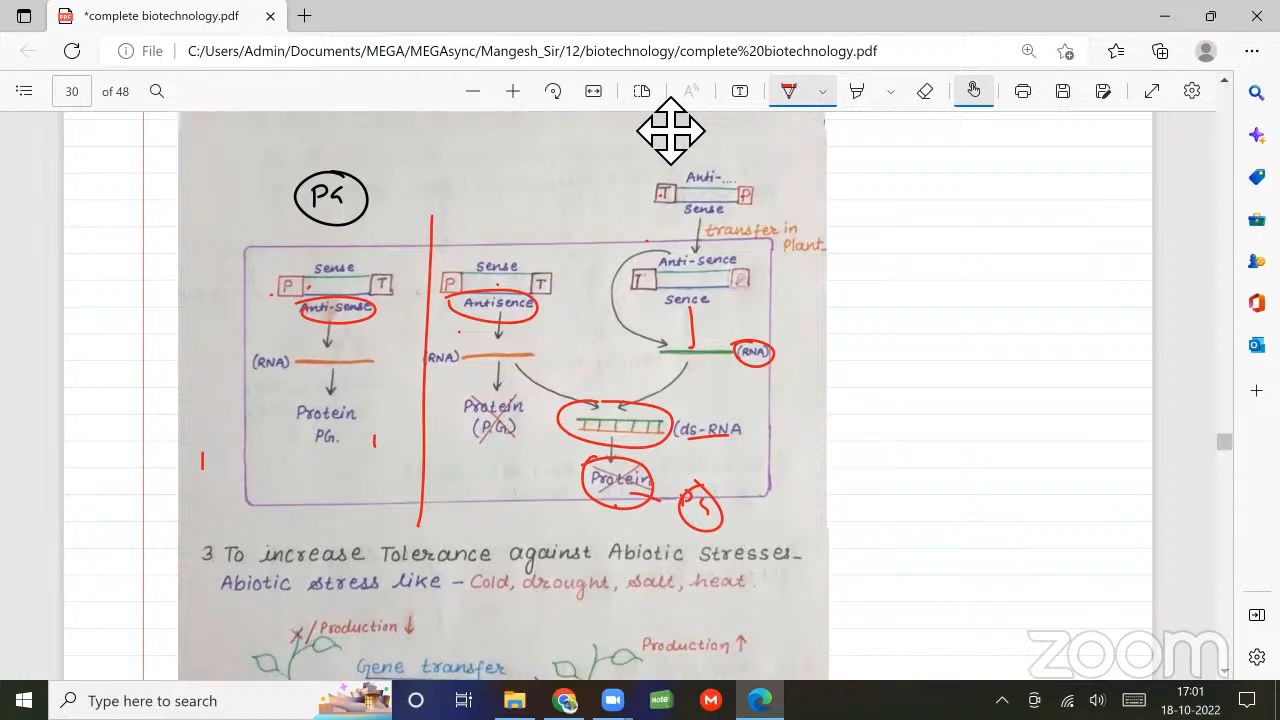 *complete biotechnology.pdf
File C:/Users/Admin/Documents/MEGA/MEGAsync/Mangesh_Sir/12/biotechnology/complete%20biotechnology.pdf
30 of 48
PG
Anti-....
T P
Sense
transfer in
Plant
Sense
P T
Anti-sense
(RNA)
Protein
PG.
Sense
P T
Antisence
(RNA)
Protein
(PG)
Anti-sence
T P
Sence
(RNA)
(ds-RNA
Protein
PG
3 To increase Tolerance against Abiotic Stresses-
Abiotic stress like - Cold, drought, salt, heat.
X/Production ↓
Production ↑
Gene transfer
zoom
Type here to search
note
17:01
18-10-2022